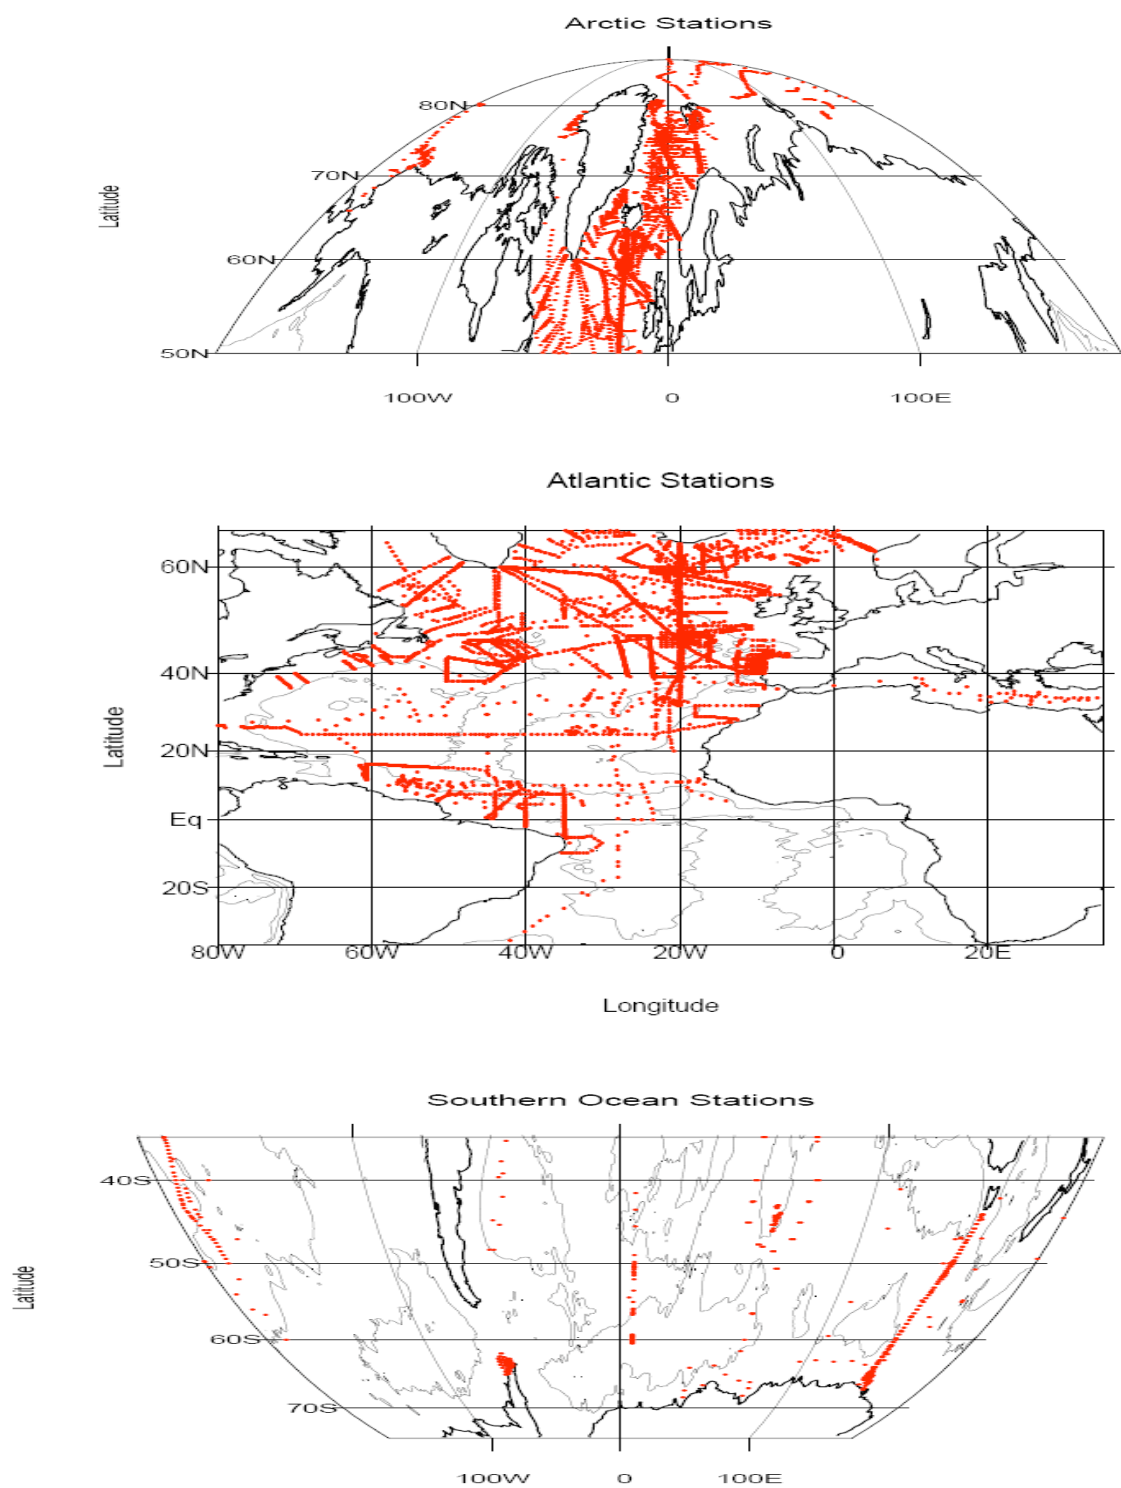 Arctic Stations
80N
70N
Latitude
60N
50N
100W 0 100E
Atlantic Stations
60N
40N
Latitude
20N
Eq
20S
80W 60W 40W 20W 0 20E
Longitude
Southern Ocean Stations
40S
50S
Latitude
60S
70S
100W 0 100E